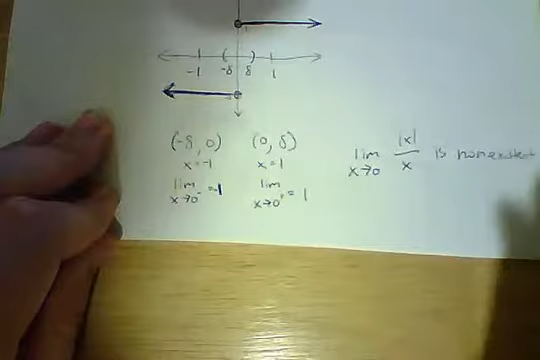 -1 ( -δ δ ) 1
(-δ, 0) (0, δ)
x=-1 x=1
lim x→0⁻ = -1 lim x→0⁺ = 1
lim x→0 |x|/x is nonexistent